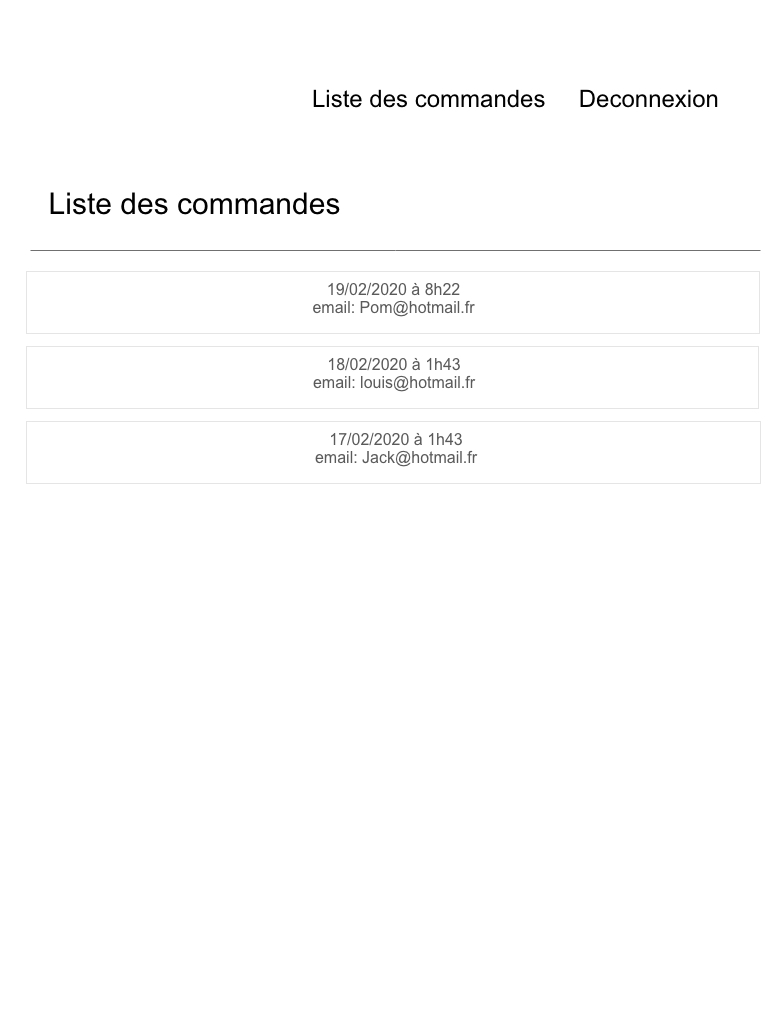 Liste des commandes Deconnexion
Liste des commandes
19/02/2020 à 8h22
email: Pom@hotmail.fr
18/02/2020 à 1h43
email: louis@hotmail.fr
17/02/2020 à 1h43
email: Jack@hotmail.fr